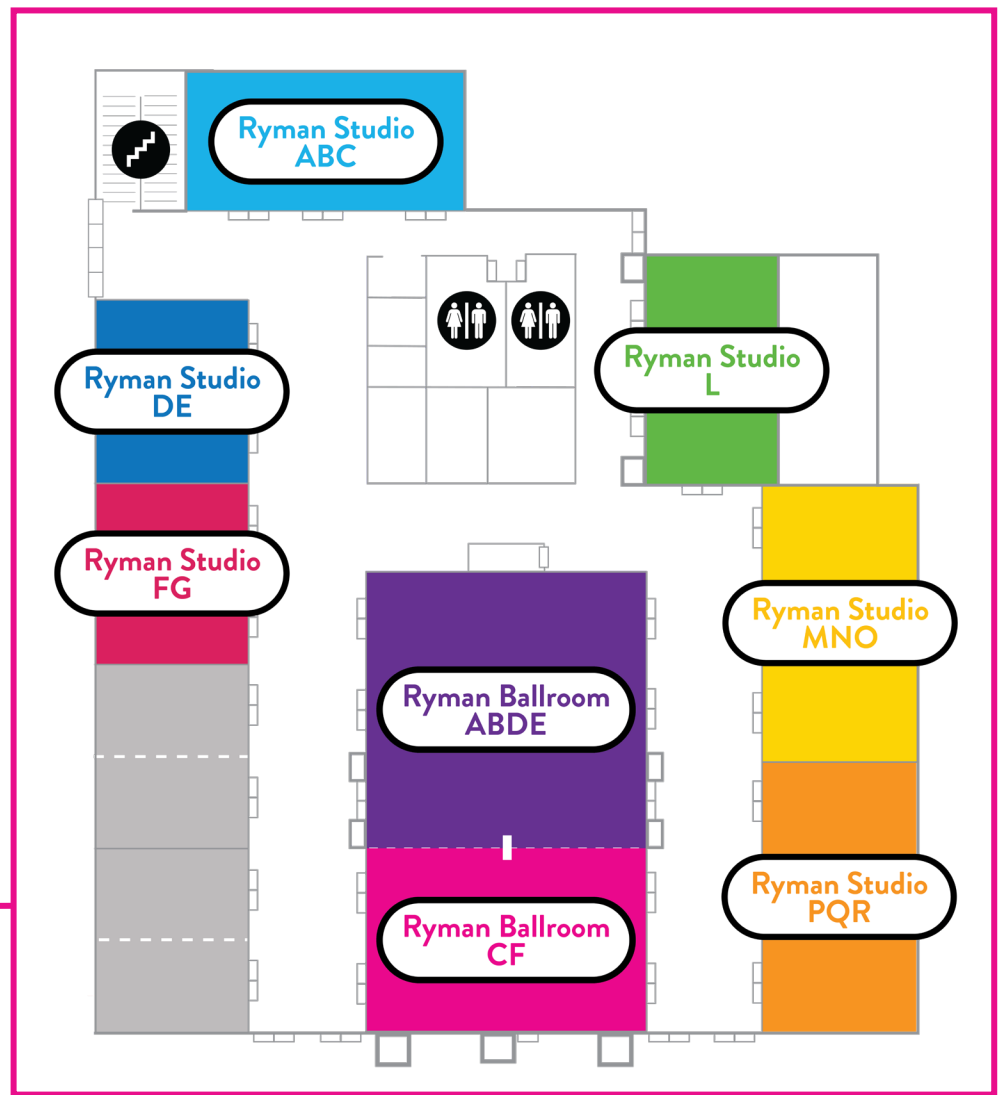 Ryman Studio
ABC
Ryman Studio
L
Ryman Studio
DE
Ryman Studio
FG
Ryman Studio
MNO
Ryman Ballroom
ABDE
Ryman Studio
PQR
Ryman Ballroom
CF